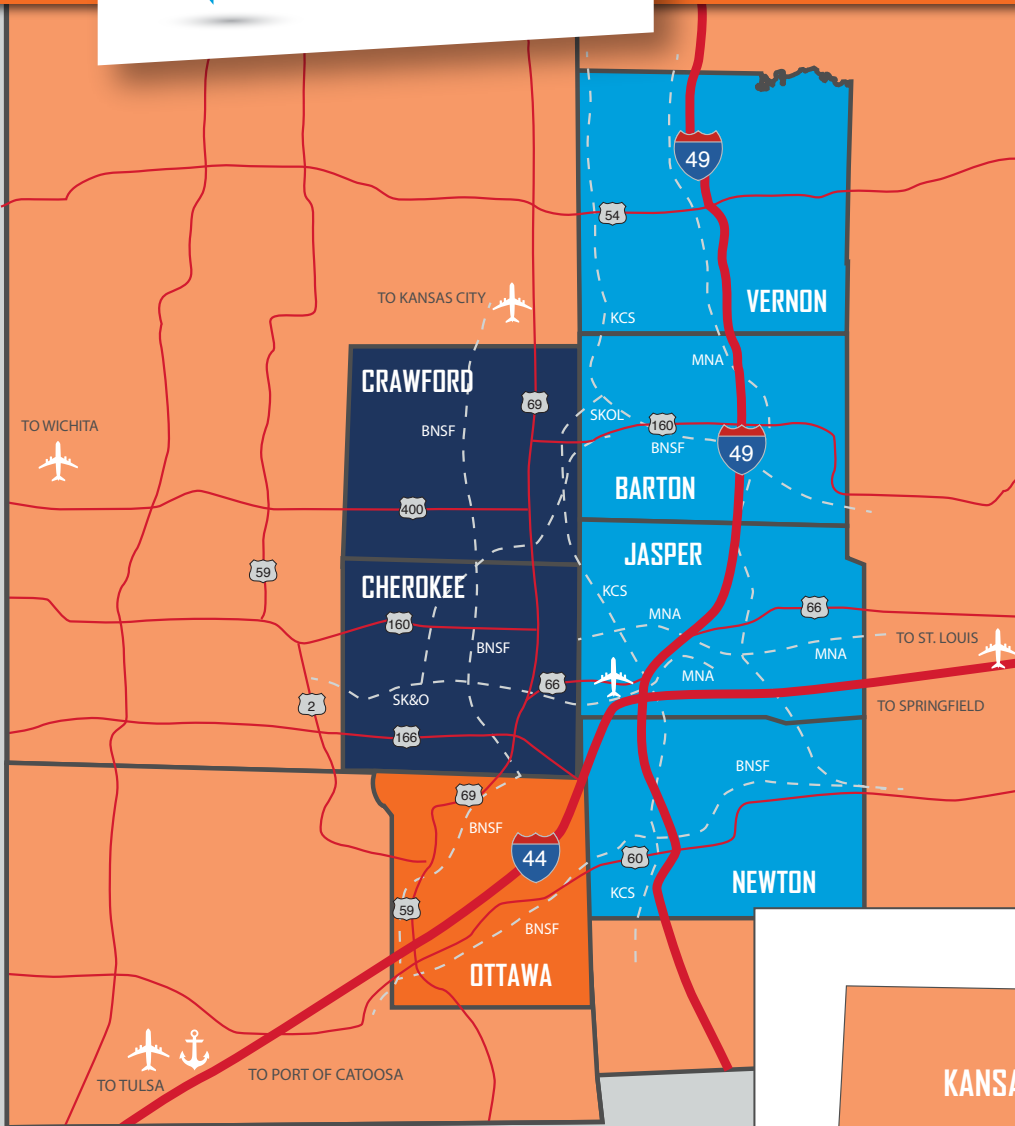 49
54
VERNON
TO KANSAS CITY
KCS
MNA
CRAWFORD
69
SKOL
160
TO WICHITA
BNSF
BNSF
49
BARTON
400
JASPER
59
CHEROKEE
KCS
66
160
MNA
TO ST. LOUIS
BNSF
MNA
66
MNA
2
SK&O
TO SPRINGFIELD
166
BNSF
69
BNSF
44
60
NEWTON
KCS
59
BNSF
OTTAWA
TO TULSA
TO PORT OF CATOOSA